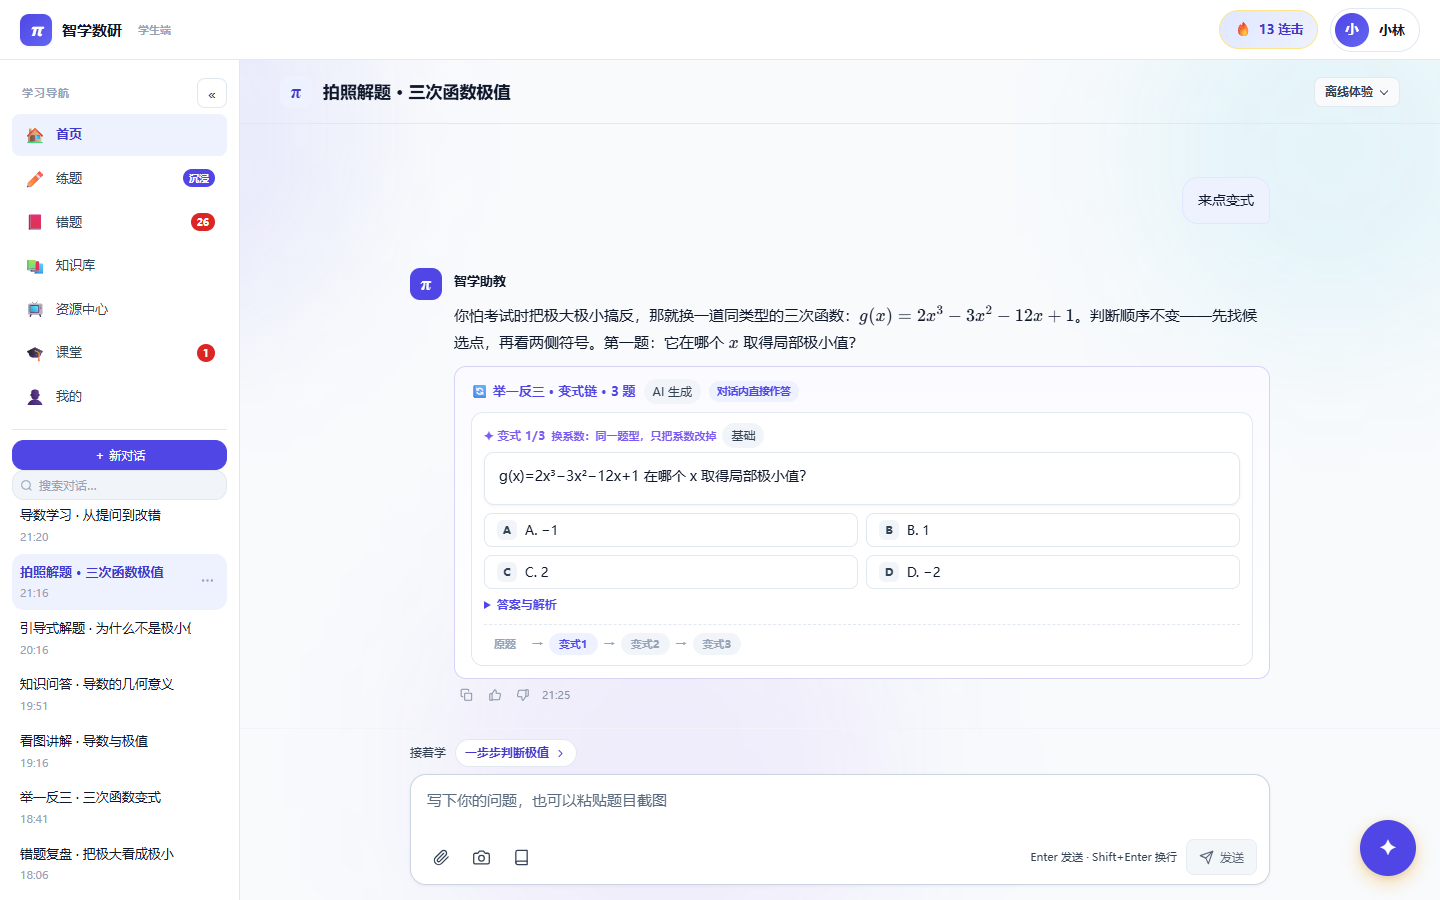 π 智学数研 学生端
13 连击
小 小林
学习导航 «
首页
练题 沉浸
错题 26
知识库
资源中心
课堂 1
我的
+ 新对话
搜索对话...
导数学习 · 从提问到改错
21:20
拍照解题 • 三次函数极值 ...
21:16
引导式解题 · 为什么不是极小
20:16
知识问答 · 导数的几何意义
19:51
看图讲解 · 导数与极值
19:16
举一反三 · 三次函数变式
18:41
错题复盘 · 把极大看成极小
18:06
π 拍照解题 • 三次函数极值
离线体验
来点变式
π 智学助教
你怕考试时把极大极小搞反，那就换一道同类型的三次函数：g(x) = 2x³ − 3x² − 12x + 1。判断顺序不变——先找候
选点，再看两侧符号。第一题：它在哪个 x 取得局部极小值？
举一反三 • 变式链 • 3 题 AI 生成 对话内直接作答
✦ 变式 1/3 换系数：同一题型，只把系数改掉 基础
g(x)=2x³−3x²−12x+1 在哪个 x 取得局部极小值？
A A. −1
B B. 1
C C. 2
D D. −2
▶ 答案与解析
原题 → 变式1 → 变式2 → 变式3
21:25
接着学 一步步判断极值 ›
写下你的问题，也可以粘贴题目截图
Enter 发送 · Shift+Enter 换行 发送